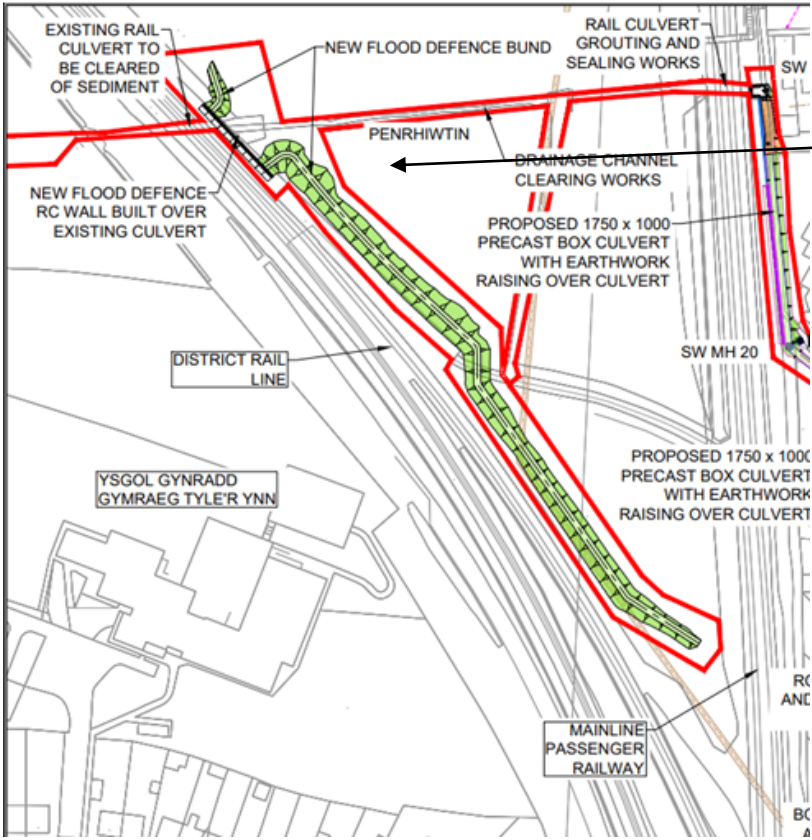 EXISTING RAIL
CULVERT TO
BE CLEARED
OF SEDIMENT
NEW FLOOD DEFENCE BUND
RAIL CULVERT
GROUTING AND
SEALING WORKS
SW
PENRHIWTIN
DRAINAGE CHANNEL
CLEARING WORKS
NEW FLOOD DEFENCE
RC WALL BUILT OVER
EXISTING CULVERT
PROPOSED 1750 x 1000
PRECAST BOX CULVERT
WITH EARTHWORK
RAISING OVER CULVERT
SW MH 20
DISTRICT RAIL
LINE
YSGOL GYNRADD
GYMRAEG TYLE'R YNN
PROPOSED 1750 x 1000
PRECAST BOX CULVERT
WITH EARTHWORK
RAISING OVER CULVERT
MAINLINE
PASSENGER
RAILWAY
AND